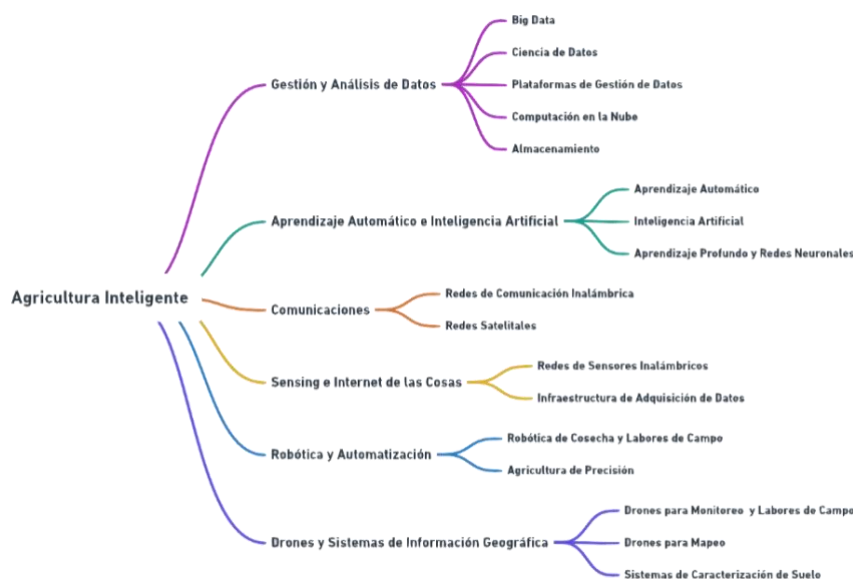 Agricultura Inteligente
Gestión y Análisis de Datos
Big Data
Ciencia de Datos
Plataformas de Gestión de Datos
Computación en la Nube
Almacenamiento
Aprendizaje Automático e Inteligencia Artificial
Aprendizaje Automático
Inteligencia Artificial
Aprendizaje Profundo y Redes Neuronales
Comunicaciones
Redes de Comunicación Inalámbrica
Redes Satelitales
Sensing e Internet de las Cosas
Redes de Sensores Inalámbricos
Infraestructura de Adquisición de Datos
Robótica y Automatización
Robótica de Cosecha y Labores de Campo
Agricultura de Precisión
Drones y Sistemas de Información Geográfica
Drones para Monitoreo y Labores de Campo
Drones para Mapeo
Sistemas de Caracterización de Suelo